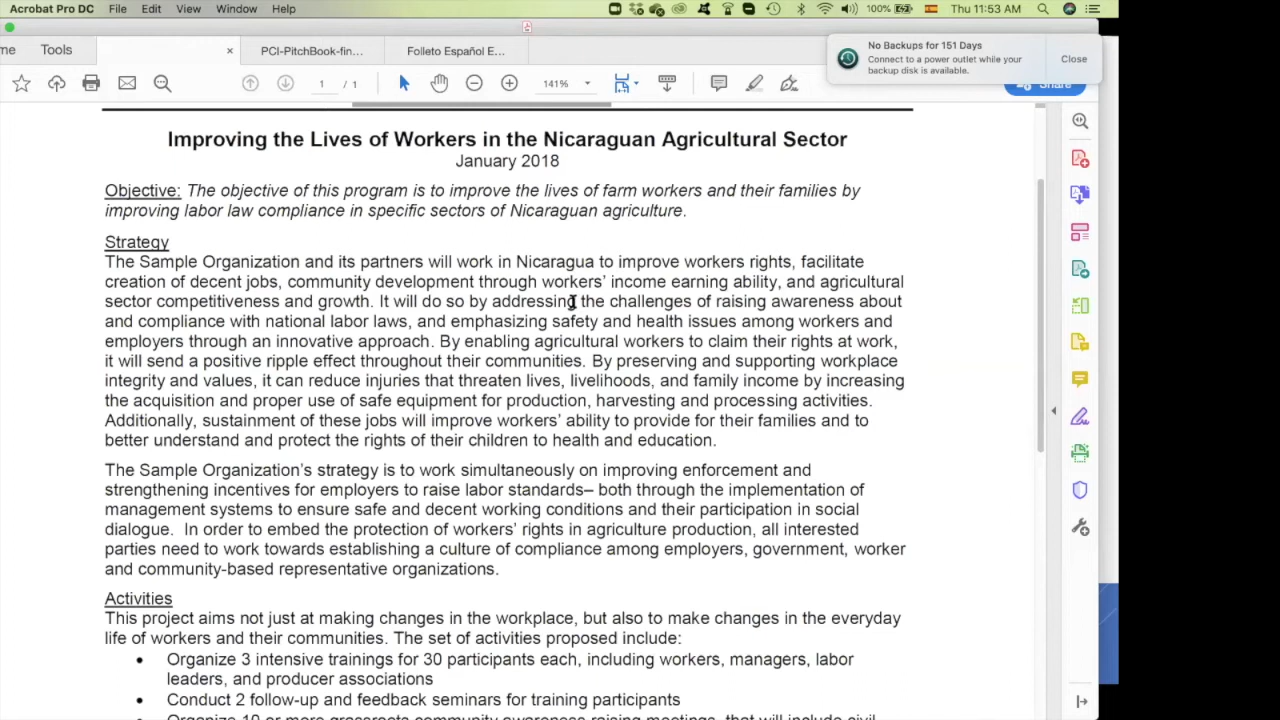 Acrobat Pro DC File Edit View Window Help 100% Thu 11:53 AM
me Tools × PCI-PitchBook-fin... Folleto Español E...
No Backups for 151 Days
Connect to a power outlet while your
backup disk is available.
Close
1 / 1 141% Share
Improving the Lives of Workers in the Nicaraguan Agricultural Sector
January 2018
Objective: The objective of this program is to improve the lives of farm workers and their families by
improving labor law compliance in specific sectors of Nicaraguan agriculture.
Strategy
The Sample Organization and its partners will work in Nicaragua to improve workers rights, facilitate
creation of decent jobs, community development through workers' income earning ability, and agricultural
sector competitiveness and growth. It will do so by addressing the challenges of raising awareness about
and compliance with national labor laws, and emphasizing safety and health issues among workers and
employers through an innovative approach. By enabling agricultural workers to claim their rights at work,
it will send a positive ripple effect throughout their communities. By preserving and supporting workplace
integrity and values, it can reduce injuries that threaten lives, livelihoods, and family income by increasing
the acquisition and proper use of safe equipment for production, harvesting and processing activities.
Additionally, sustainment of these jobs will improve workers' ability to provide for their families and to
better understand and protect the rights of their children to health and education.
The Sample Organization's strategy is to work simultaneously on improving enforcement and
strengthening incentives for employers to raise labor standards– both through the implementation of
management systems to ensure safe and decent working conditions and their participation in social
dialogue. In order to embed the protection of workers' rights in agriculture production, all interested
parties need to work towards establishing a culture of compliance among employers, government, worker
and community-based representative organizations.
Activities
This project aims not just at making changes in the workplace, but also to make changes in the everyday
life of workers and their communities. The set of activities proposed include:
• Organize 3 intensive trainings for 30 participants each, including workers, managers, labor
leaders, and producer associations
• Conduct 2 follow-up and feedback seminars for training participants
Organize 10 or more grassroots community awareness raising meetings, that will include civil